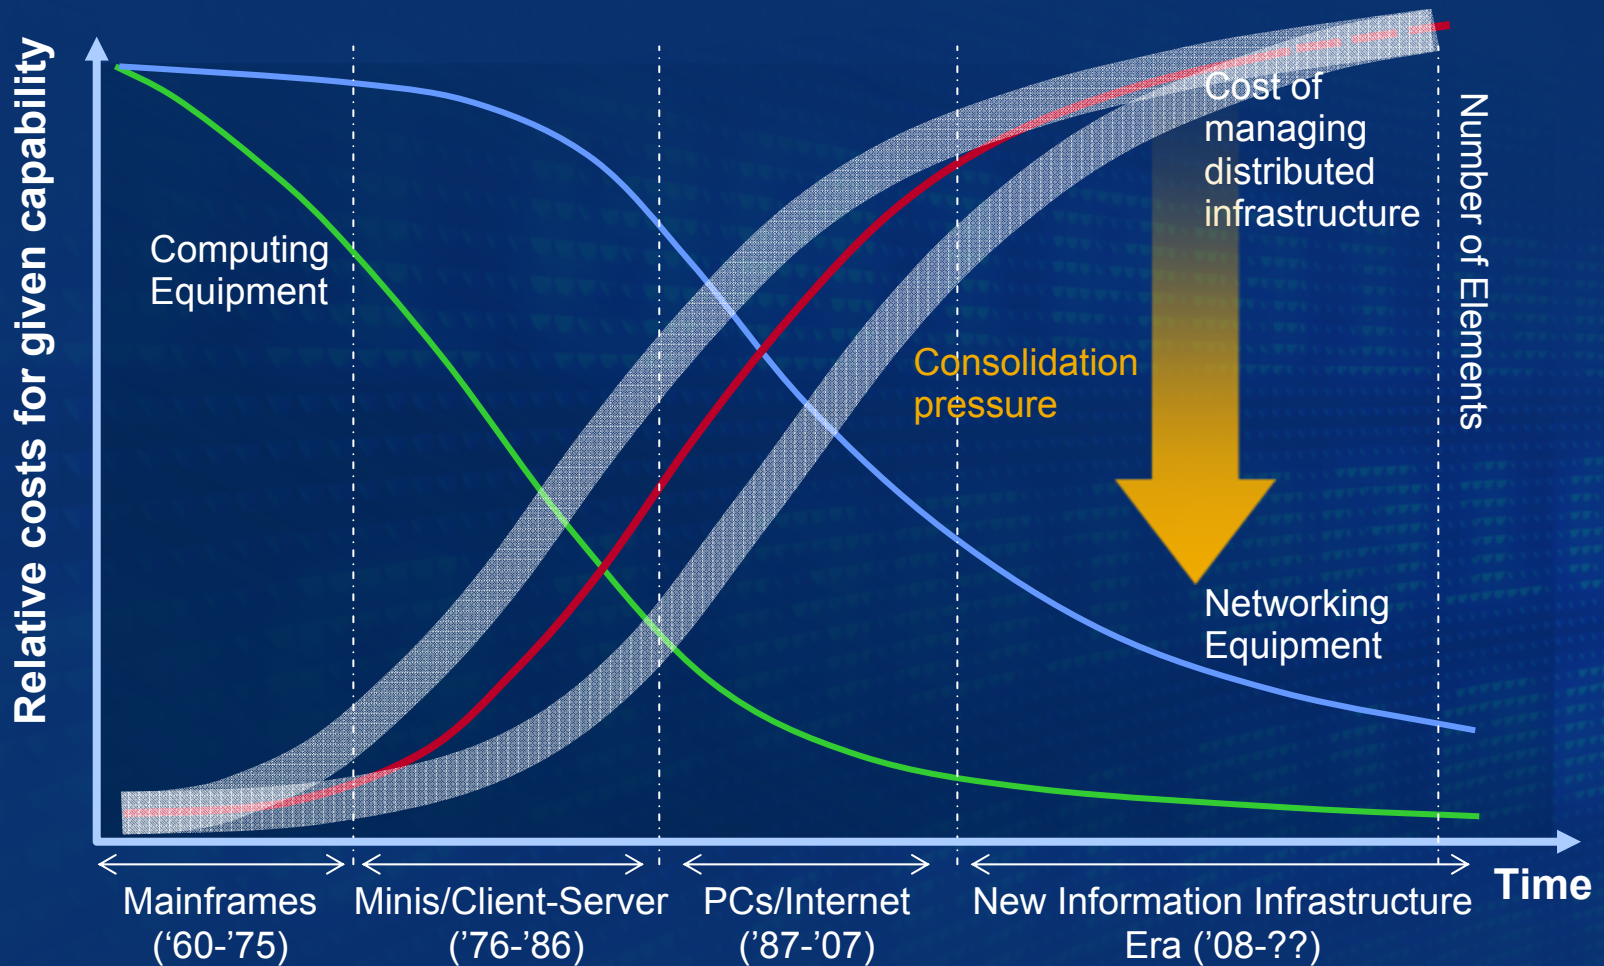 Relative costs for given capability
Computing
Equipment
Cost of
managing
distributed
infrastructure
Number of Elements
Consolidation
pressure
Networking
Equipment
Time
Mainframes
(‘60-’75)
Minis/Client-Server
(’76-’86)
PCs/Internet
(’87-’07)
New Information Infrastructure
Era (’08-??)